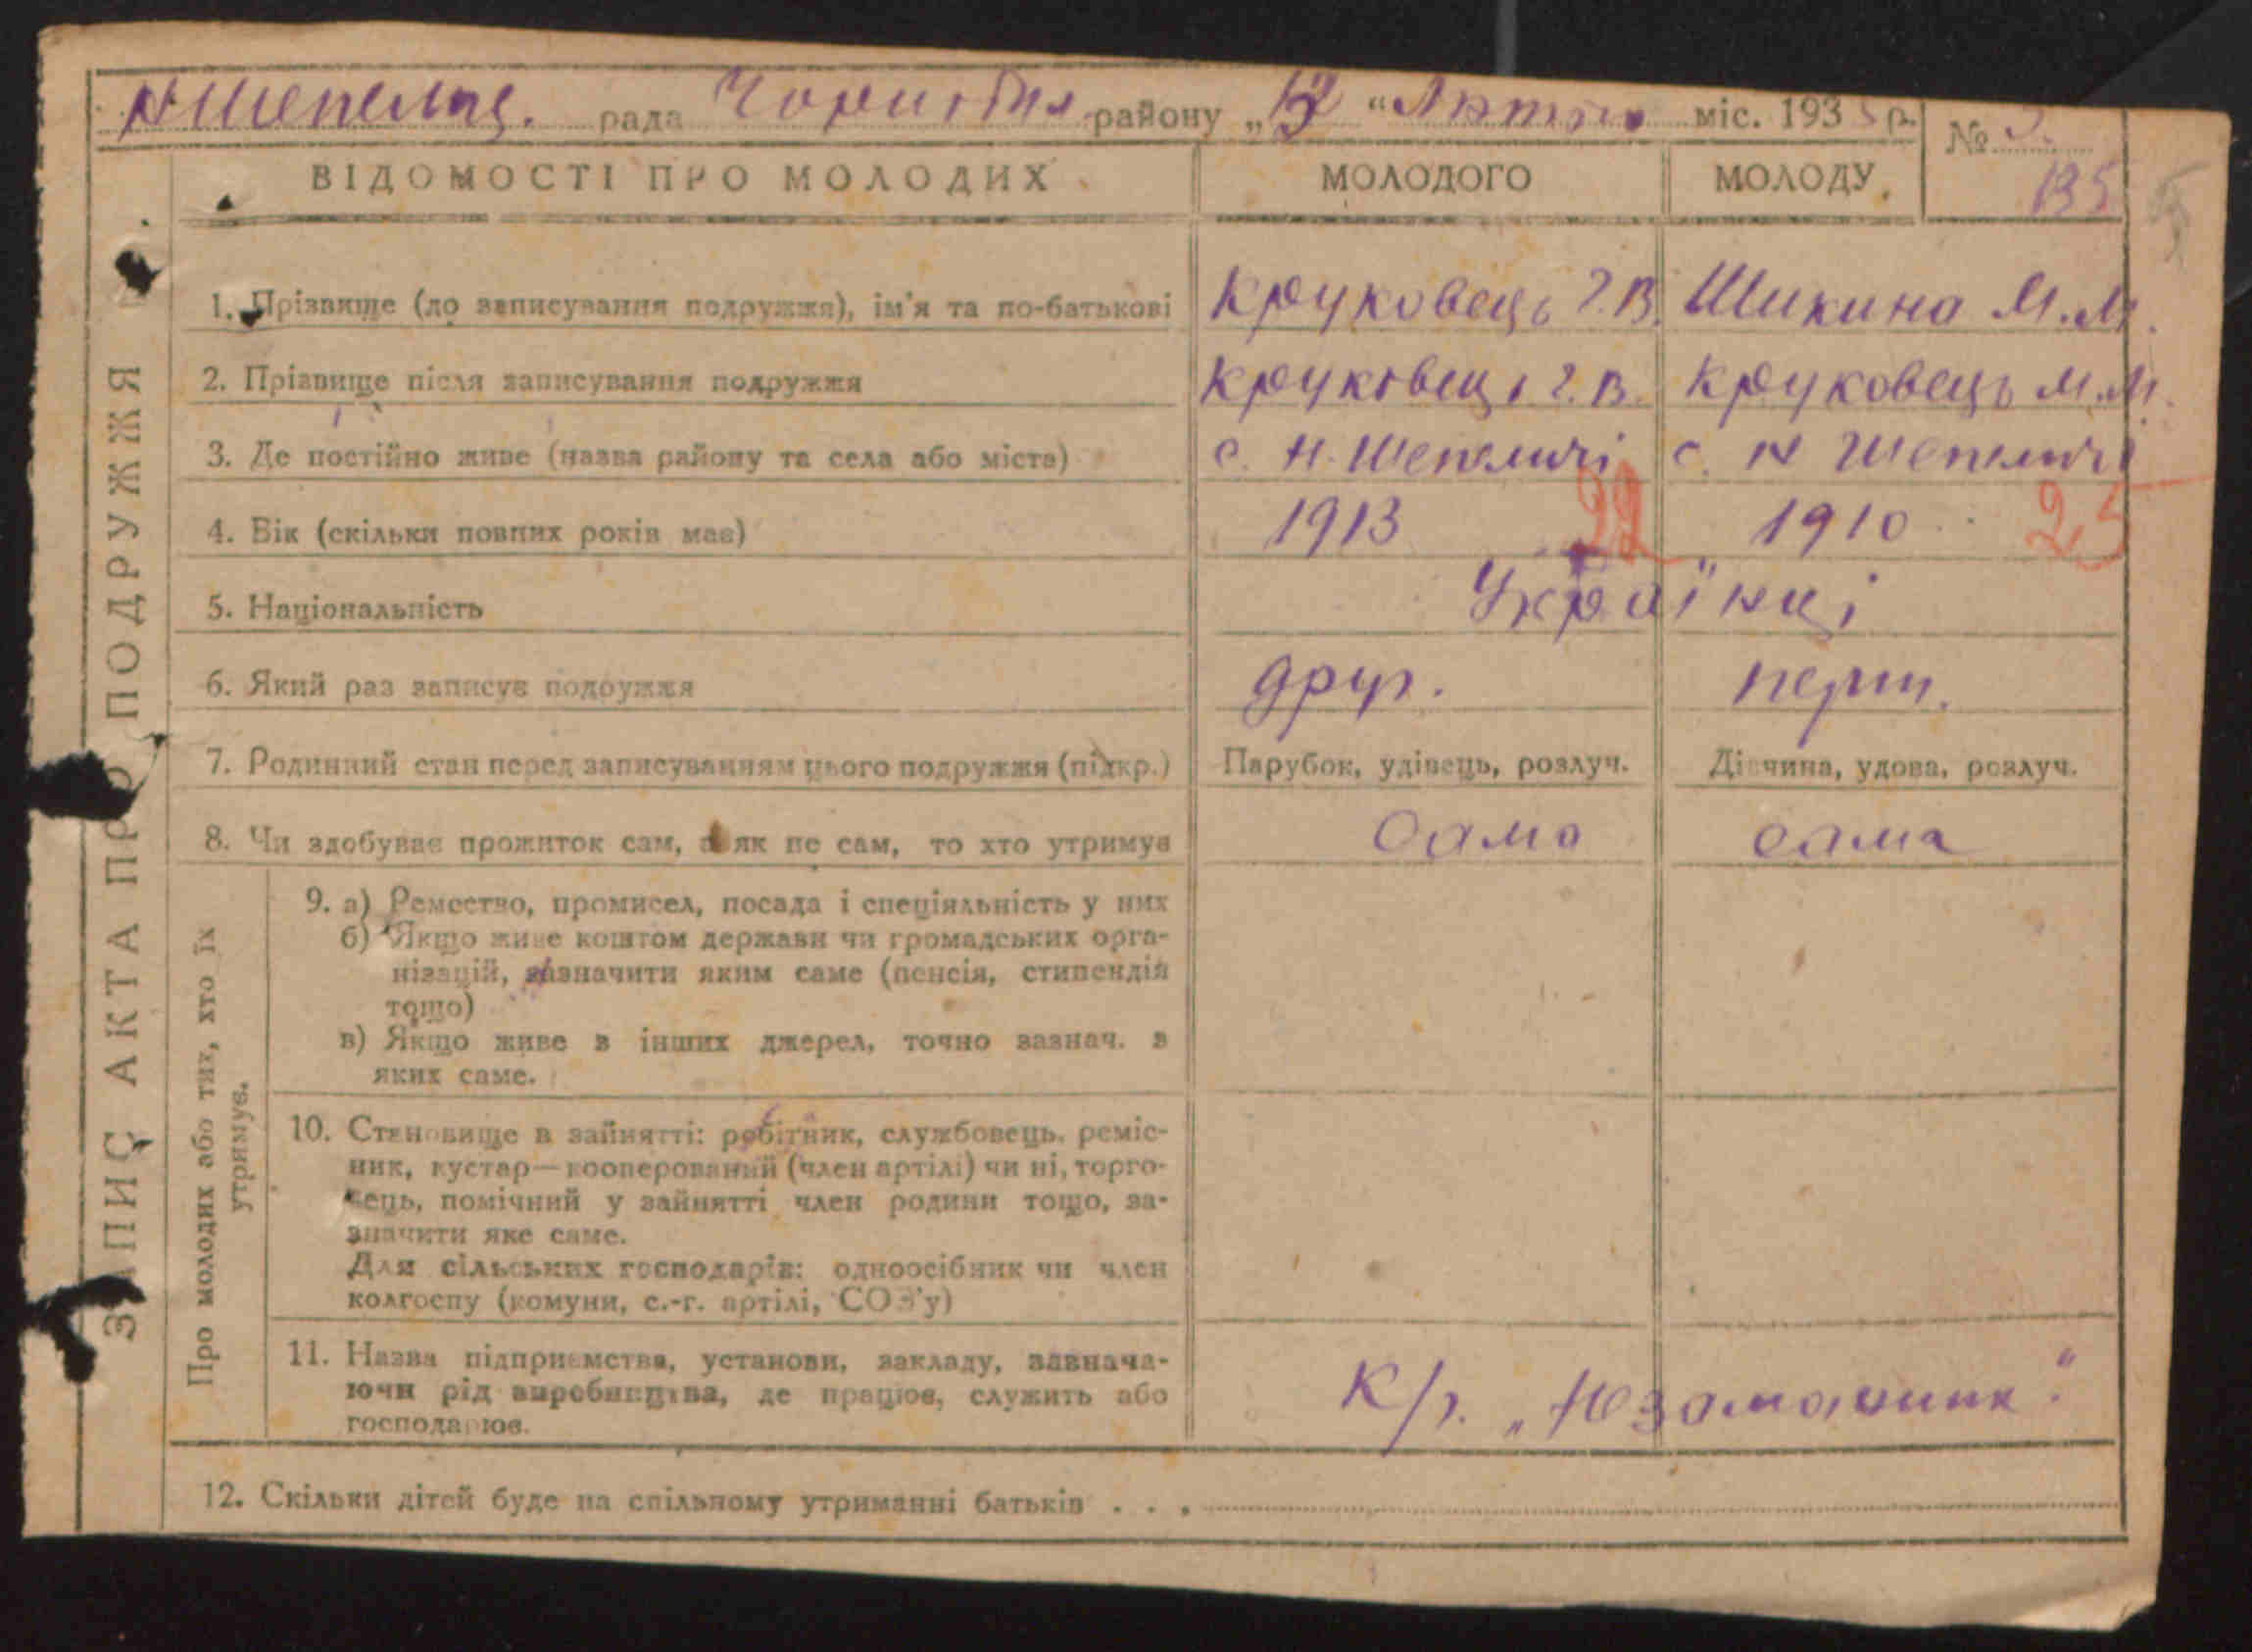 Н Шепелиц. рада Чорнобил району „12“ Лютого міс. 1935 р. № 3.
135
ВІДОМОСТІ ПРО МОЛОДИХ МОЛОДОГО МОЛОДУ
ЗАПИС АКТА ПРО ПОДРУЖЖЯ
1. Прізвище (до записування подружжя), ім'я та по-батькові Круковець Г.В. Шикина М.М.
2. Прізвище після записування подружжя Круковець Г.В. Круковець М.М.
3. Де постійно живе (назва району та села або міста) с. Н. Шепеличі с. Н Шепеличі
4. Вік (скільки повних років має) 1913 22 1910 25
5. Національність Українці
6. Який раз записує подружжя друг. перш.
7. Родинний стан перед записуванням цього подружжя (підкр.) Парубок, удівець, розлуч. Дівчина, удова, розлуч.
8. Чи здобуває прожиток сам, а як не сам, то хто утримує сама
Про молодих або тих, хто їх
утримує.
9. а) Ремество, промисел, посада і спеціяльність у них
б) Якщо живе коштом держави чи громадських орга-
нізацій, зазначити яким саме (пенсія, стипендія
тощо)
в) Якщо живе з інших джерел, точно зазнач. з
яких саме.
10. Становище в зайнятті: робітник, службовець, реміс-
ник, кустар—кооперований (член артілі) чи ні, торго-
вець, помічний у зайнятті член родини тощо, за-
значити яке саме.
Для сільських господарів: одноосібник чи член
колгоспу (комуни, с.-г. артілі, СОЗ'у)
11. Назва підприємства, установи, закладу, зазнача-
ючи рід виробництва, де працює, служить або
господарює.
К/г. „Незаможник“.
12. Скільки дітей буде на спільному утриманні батьків . . .